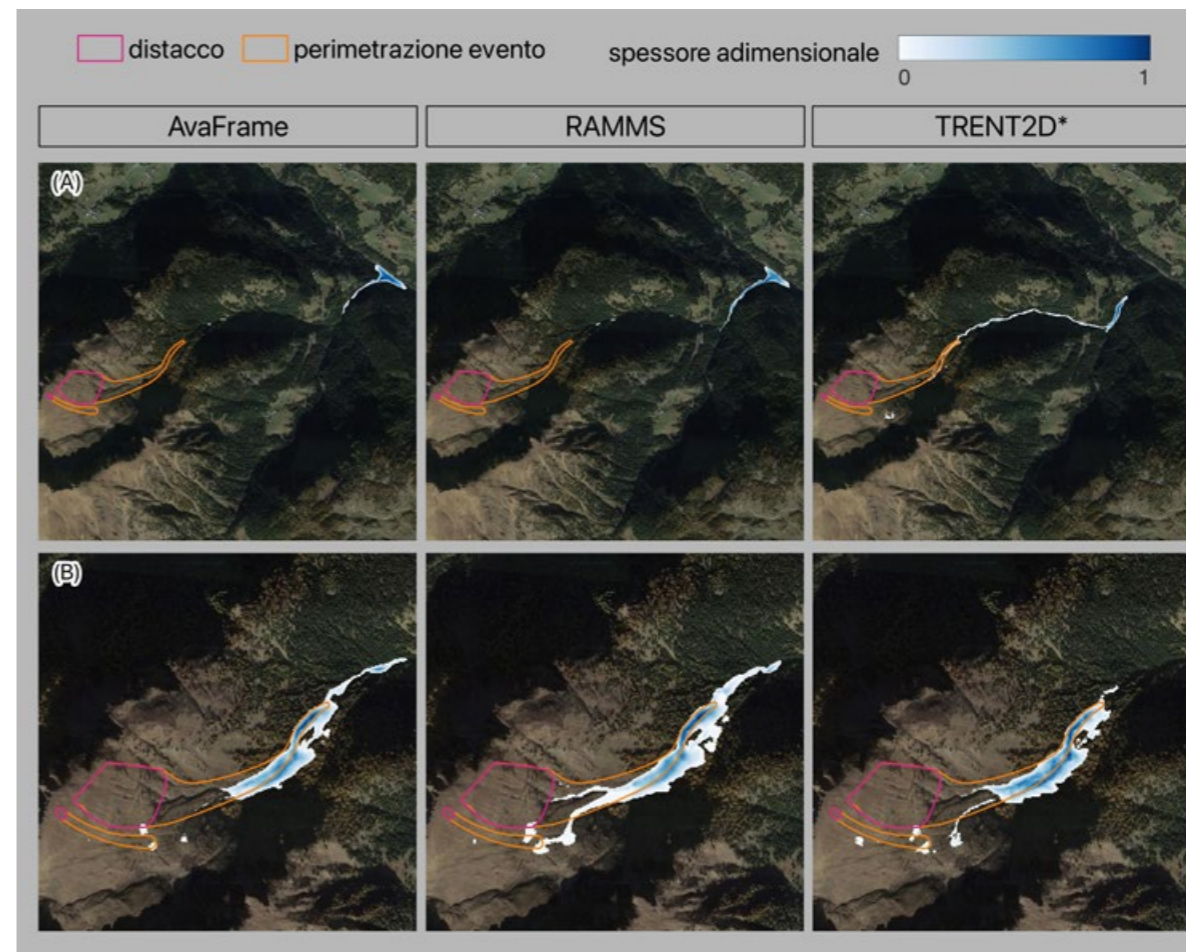 distacco perimetrazione evento spessore adimensionale
0 1
AvaFrame RAMMS TRENT2D*
(A)
(B)